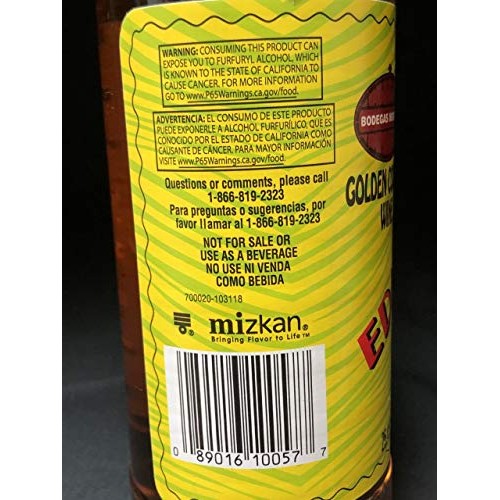 WARNING: CONSUMING THIS PRODUCT CAN
EXPOSE YOU TO FURFURYL ALCOHOL, WHICH
IS KNOWN TO THE STATE OF CALIFORNIA TO
CAUSE CANCER. FOR MORE INFORMATION
GO TO www.P65Warnings.ca.gov/food.
ADVERTENCIA: EL CONSUMO DE ESTE PRODUCTO
PUEDE EXPONERLE A ALCOHOL FURFURÍLICO, QUE ES
CONOCIDO POR EL ESTADO DE CALIFORNIA COMO
CAUSANTE DE CÁNCER. PARA MAYOR INFORMACIÓN
VISITE www.P65Warnings.ca.gov/food.
Questions or comments, please call
1-866-819-2323
Para preguntas o sugerencias, por
favor llamar al 1-866-819-2323
NOT FOR SALE OR
USE AS A BEVERAGE
NO USE NI VENDA
COMO BEBIDA
700020-103118
mizkan®
Bringing Flavor to Life™
0 89016 10057 7
BODEGAS
GOLDEN
ED